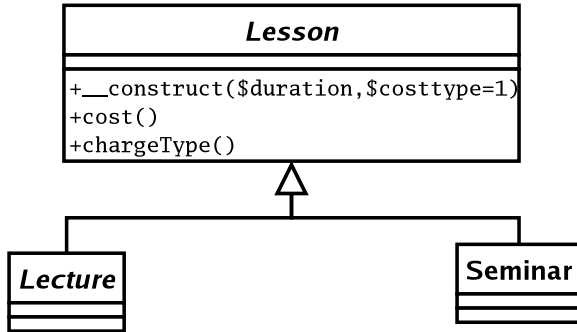 Lesson
+__construct($duration,$costtype=1)
+cost()
+chargeType()
Lecture
Seminar